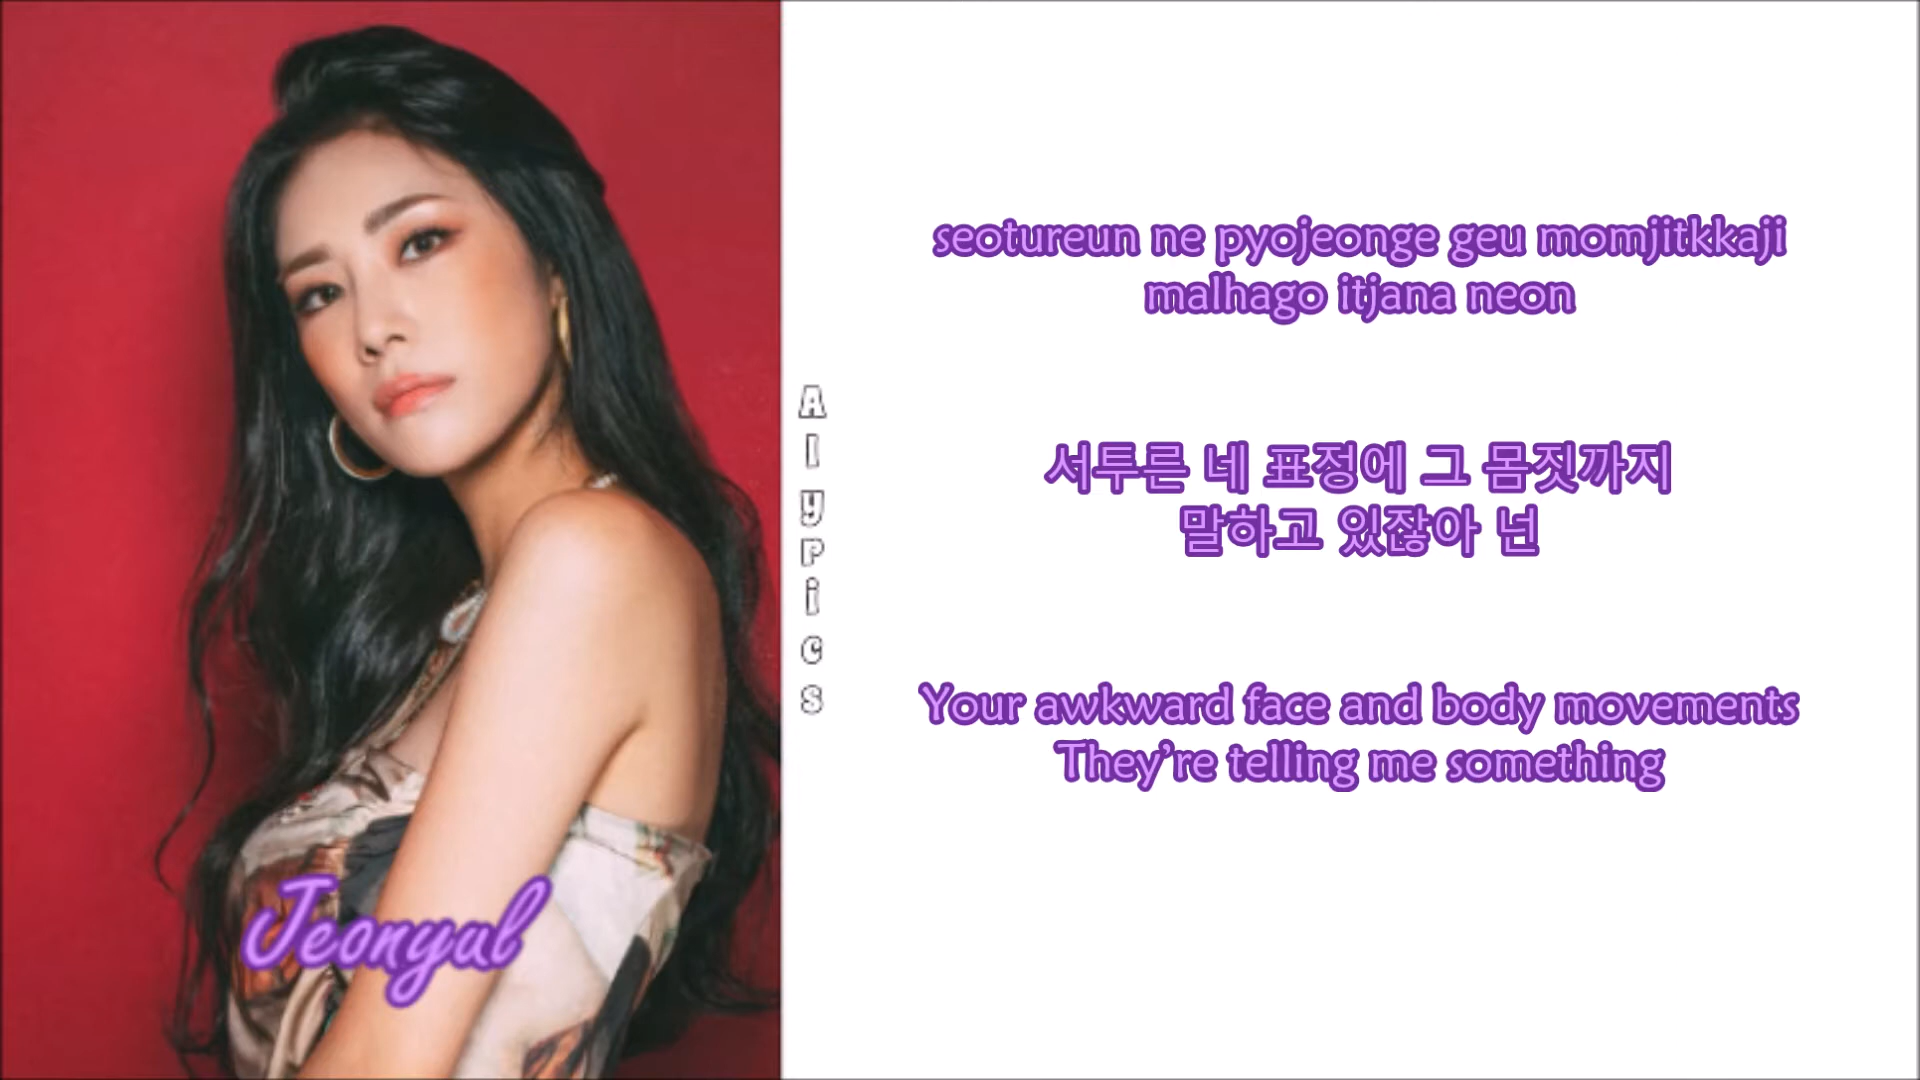 Jeonyul
AlyPics
seotureun ne pyojeonge geu momjitkkaji
malhago itjana neon
서투른 네 표정에 그 몸짓까지
말하고 있잖아 넌
Your awkward face and body movements
They're telling me something